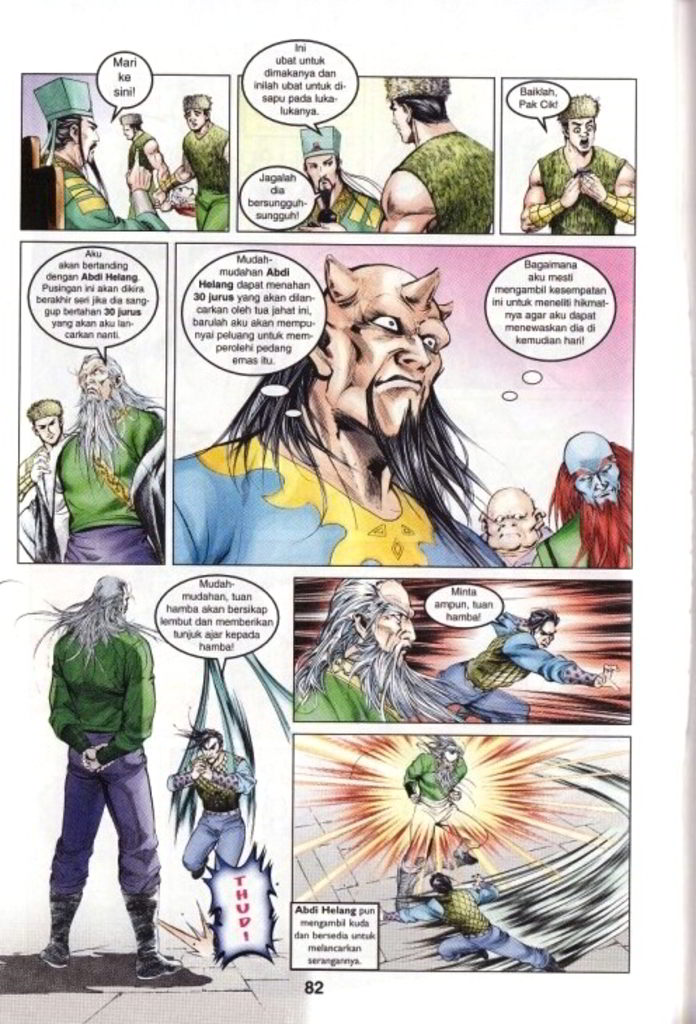 Mari
ke
sini!
Ini
ubat untuk
dimakanya dan
inilah ubat untuk di-
sapu pada luka-
lukanya.
Jagalah
dia
bersungguh-
sungguh!
Baiklah,
Pak Cik!
Aku
akan bertanding
dengan Abdi Helang.
Pusingan ini akan dikira
berakhir seri jika dia sang-
gup bertahan 30 jurus
yang akan aku lan-
carkan nanti.
Mudah-
mudahan Abdi
Helang dapat menahan
30 jurus yang akan dilan-
carkan oleh tua jahat ini,
barulah aku akan mempu-
nyai peluang untuk mem-
perolehi pedang
emas itu.
Bagaimana
aku mesti
mengambil kesempatan
ini untuk meneliti hikmat-
nya agar aku dapat
menewaskan dia di
kemudian hari!
Mudah-
mudahan, tuan
hamba akan bersikap
lembut dan memberikan
tunjuk ajar kepada
hamba!
THUD!
Minta
ampun, tuan
hamba!
Abdi Helang pun
mengambil kuda
dan bersedia untuk
melancarkan
serangannya.
82